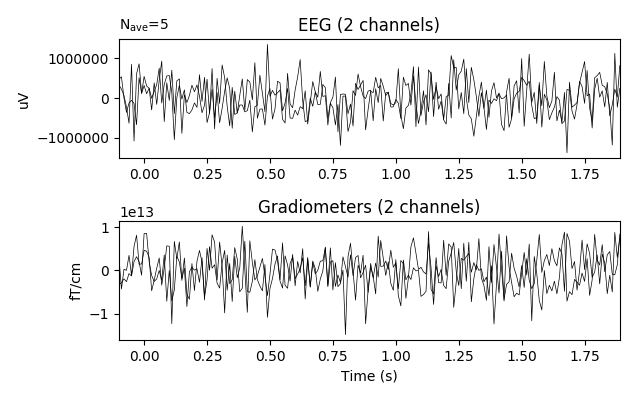 N_ave=5
EEG (2 channels)
1000000
0
−1000000
uV
0.00 0.25 0.50 0.75 1.00 1.25 1.50 1.75
1e13
Gradiometers (2 channels)
1
0
−1
fT/cm
0.00 0.25 0.50 0.75 1.00 1.25 1.50 1.75
Time (s)